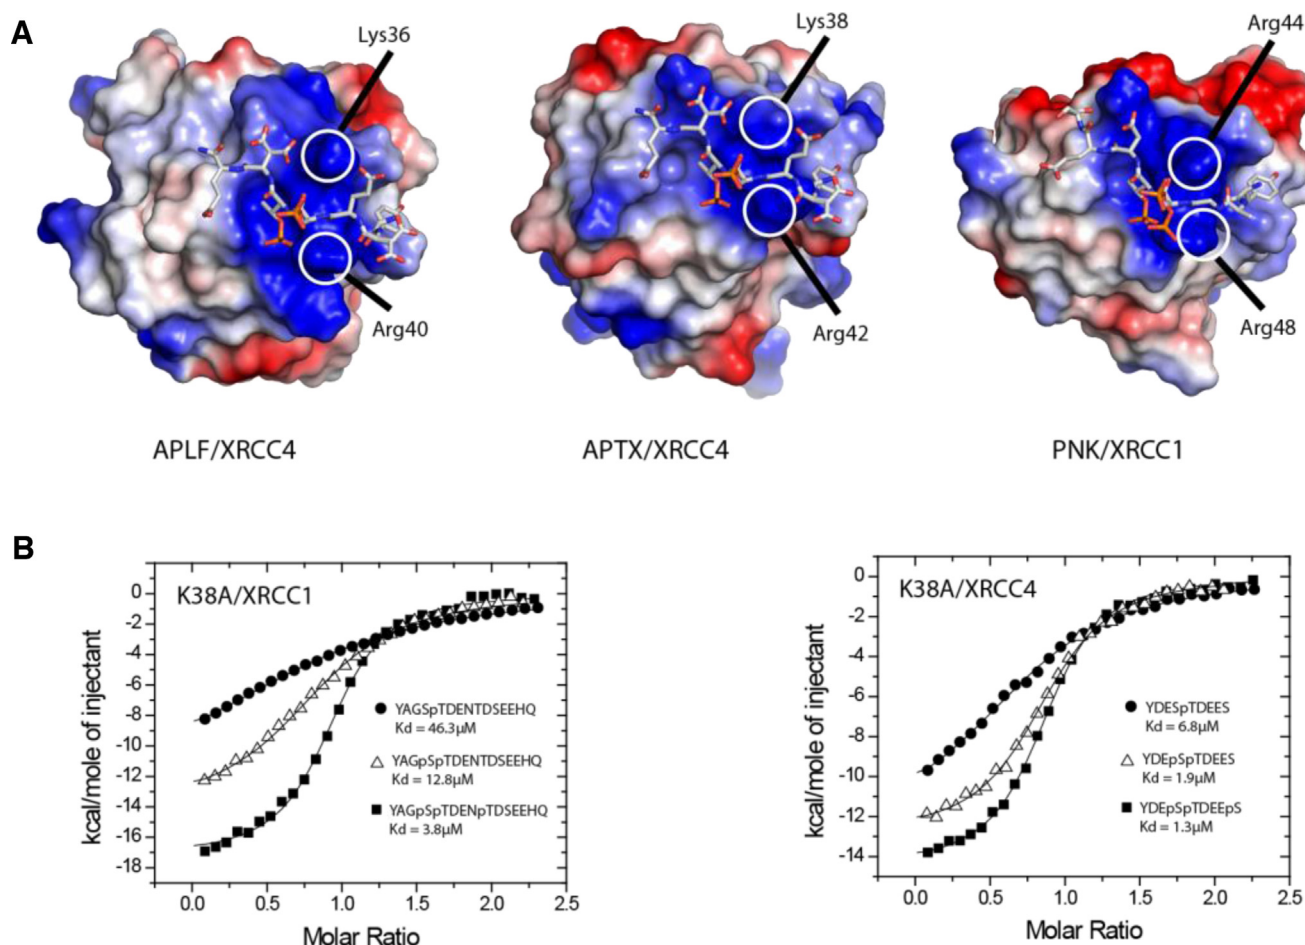 A
Lys36
Lys38
Arg44
Arg40
Arg42
Arg48
APLF/XRCC4
APTX/XRCC4
PNK/XRCC1
B
K38A/XRCC1
kcal/mole of injectant
0
-2
-4
-6
-8
-10
-12
-14
-16
-18
YAGSpTDENTDSEEHQ
Kd = 46.3µM
YAGpSpTDENTDSEEHQ
Kd = 12.8µM
YAGpSpTDENpTDSEEHQ
Kd = 3.8µM
0.0 0.5 1.0 1.5 2.0 2.5
Molar Ratio
K38A/XRCC4
kcal/mole of injectant
0
-2
-4
-6
-8
-10
-12
-14
YDESpTDEES
Kd = 6.8µM
YDEpSpTDEES
Kd = 1.9µM
YDEpSpTDEEpS
Kd = 1.3µM
0.0 0.5 1.0 1.5 2.0 2.5
Molar Ratio